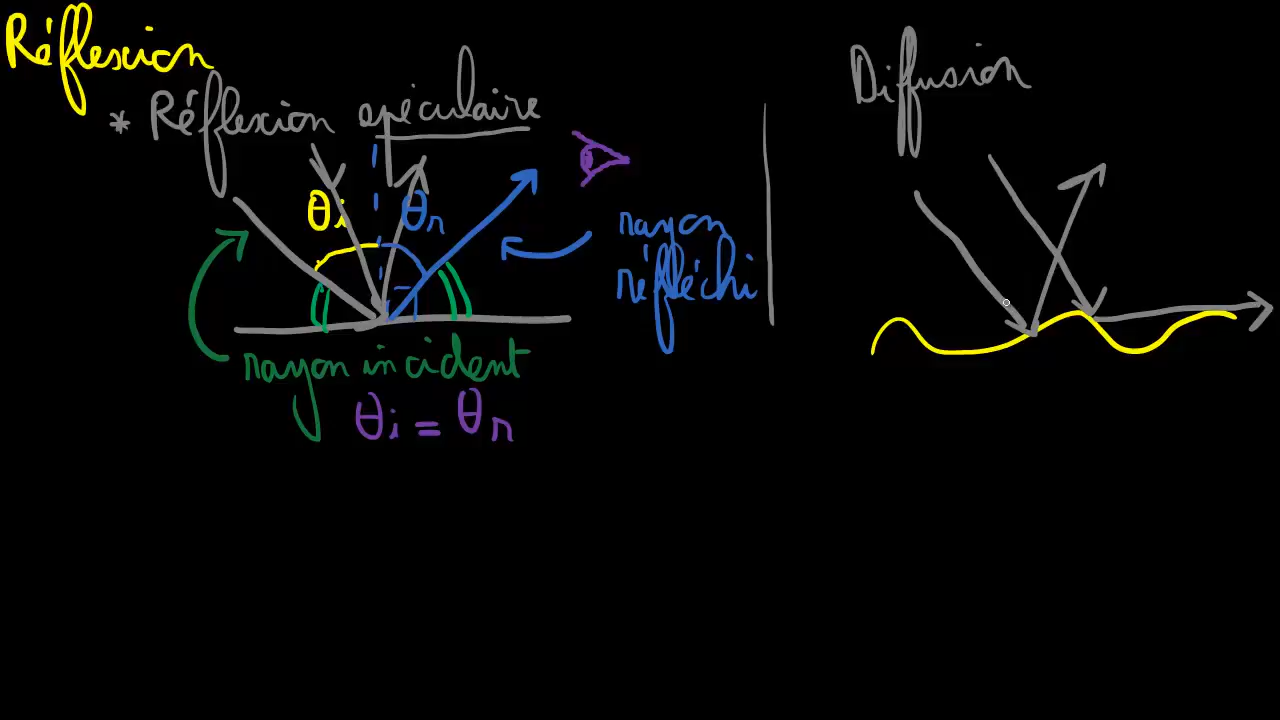 Réflexion
* Réflexion spéculaire
θi
θr
rayon
réfléchi
rayon incident
θi = θr
Diffusion